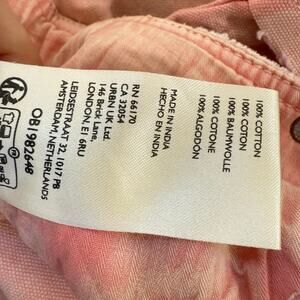 100% COTTON
100% COTON
100% BAUMWOLLE
100% COTONE
100% ALGODÓN
MADE IN INDIA
HECHO EN INDIA
RN 66170
CA 32054
URBN UK Ltd.
146 Brick Lane,
LONDON E1 6RU
LEIDSESTRAAT 32, 1017 PB
AMSTERDAM, NETHERLANDS
OB1982648